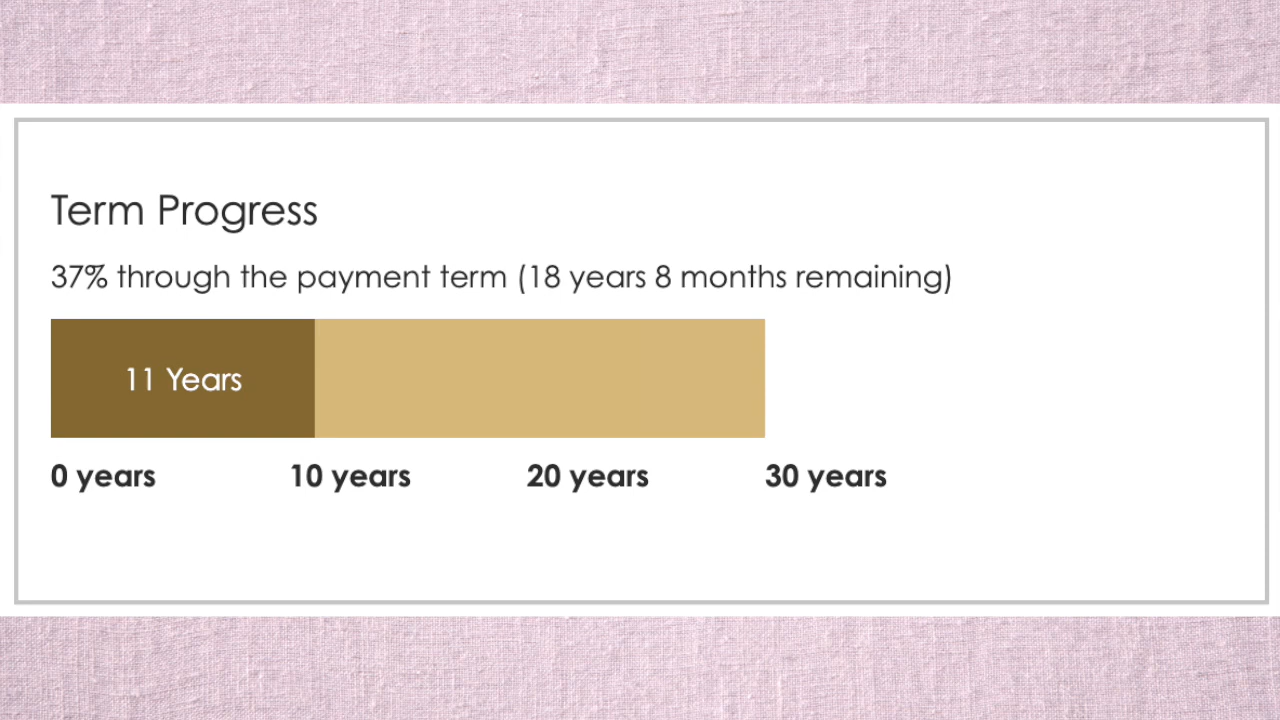 Term Progress
37% through the payment term (18 years 8 months remaining)
11 Years
0 years 10 years 20 years 30 years